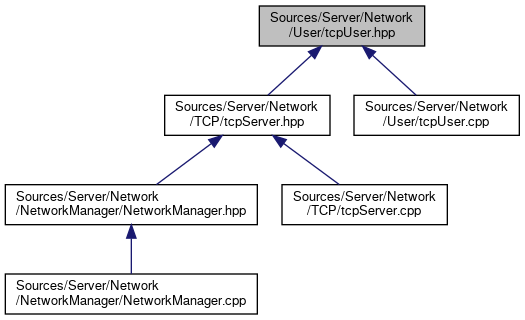 Sources/Server/Network
/User/tcpUser.hpp
Sources/Server/Network
/TCP/tcpServer.hpp
Sources/Server/Network
/User/tcpUser.cpp
Sources/Server/Network
/NetworkManager/NetworkManager.hpp
Sources/Server/Network
/TCP/tcpServer.cpp
Sources/Server/Network
/NetworkManager/NetworkManager.cpp